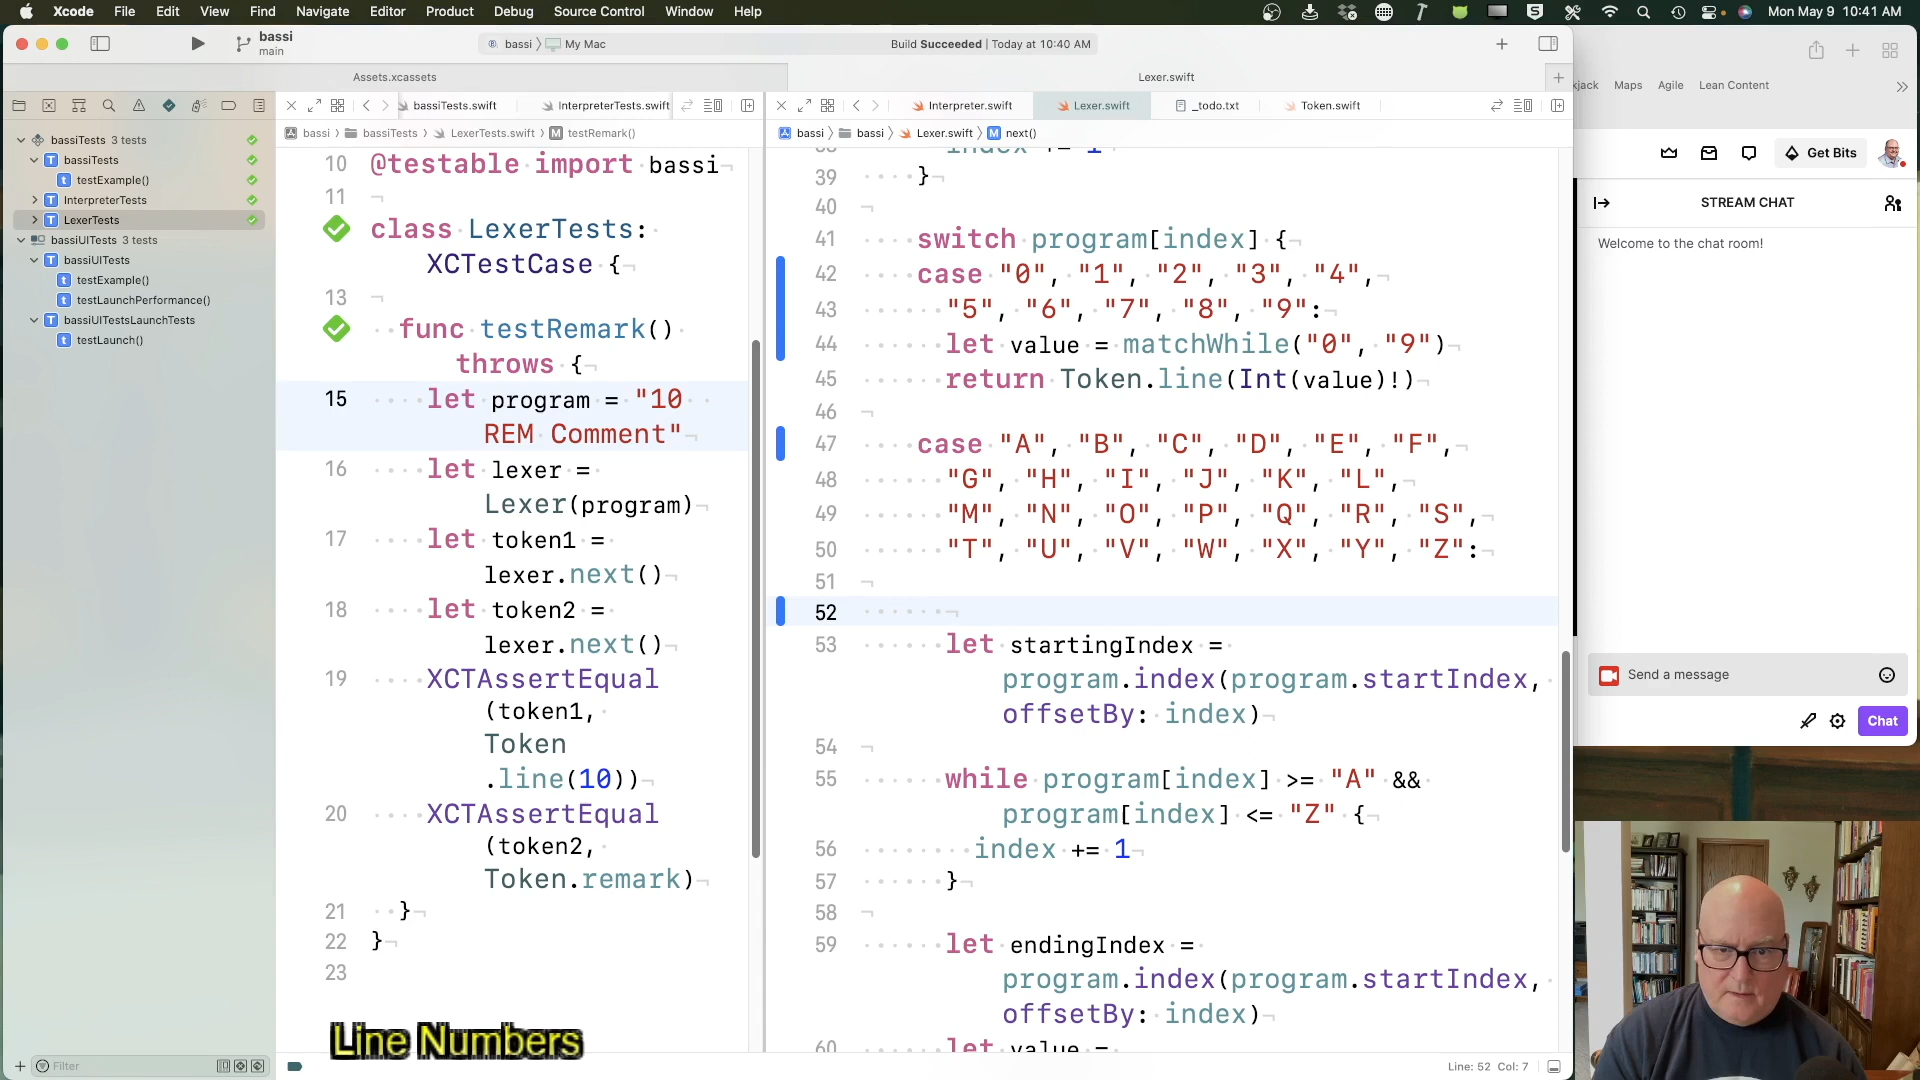 Xcode File Edit View Find Navigate Editor Product Debug Source Control Window Help
Mon May 9 10:41 AM
bassi
main
bassi 〉 My Mac
Build Succeeded | Today at 10:40 AM
Assets.xcassets
Lexer.swift
bassiTests.swift
InterpreterTests.swift
Interpreter.swift
Lexer.swift
_todo.txt
Token.swift
bassi 〉 bassiTests 〉 LexerTests.swift 〉 M testRemark()
bassi 〉 bassi 〉 Lexer.swift 〉 M next()
bassiTests 3 tests
T bassiTests
t testExample()
T InterpreterTests
T LexerTests
bassiUITests 3 tests
T bassiUITests
t testExample()
t testLaunchPerformance()
T bassiUITestsLaunchTests
t testLaunch()
Filter
10 @testable import bassi¬
11 ¬
class LexerTests:
XCTestCase {¬
13 ¬
func testRemark()
throws {¬
15 let program = "10
REM Comment"¬
16 let lexer =
Lexer(program)¬
17 let token1 =
lexer.next()¬
18 let token2 =
lexer.next()¬
19 XCTAssertEqual
(token1,
Token
.line(10))¬
20 XCTAssertEqual
(token2,
Token.remark)¬
21 }¬
22 }¬
23
Line Numbers
38 index += 1
39 }¬
40 ¬
41 switch program[index] {¬
42 case "0", "1", "2", "3", "4",¬
43 "5", "6", "7", "8", "9":¬
44 let value = matchWhile("0", "9")¬
45 return Token.line(Int(value)!)¬
46 ¬
47 case "A", "B", "C", "D", "E", "F",¬
48 "G", "H", "I", "J", "K", "L",¬
49 "M", "N", "O", "P", "Q", "R", "S",¬
50 "T", "U", "V", "W", "X", "Y", "Z":¬
51 ¬
52 ¬
53 let startingIndex =
program.index(program.startIndex,
offsetBy: index)¬
54 ¬
55 while program[index] >= "A" &&
program[index] <= "Z" {¬
56 index += 1¬
57 }¬
58 ¬
59 let endingIndex =
program.index(program.startIndex,
offsetBy: index)¬
60 let value =
Line: 52 Col: 7
kjack Maps Agile Lean Content
Get Bits
STREAM CHAT
Welcome to the chat room!
Send a message
Chat